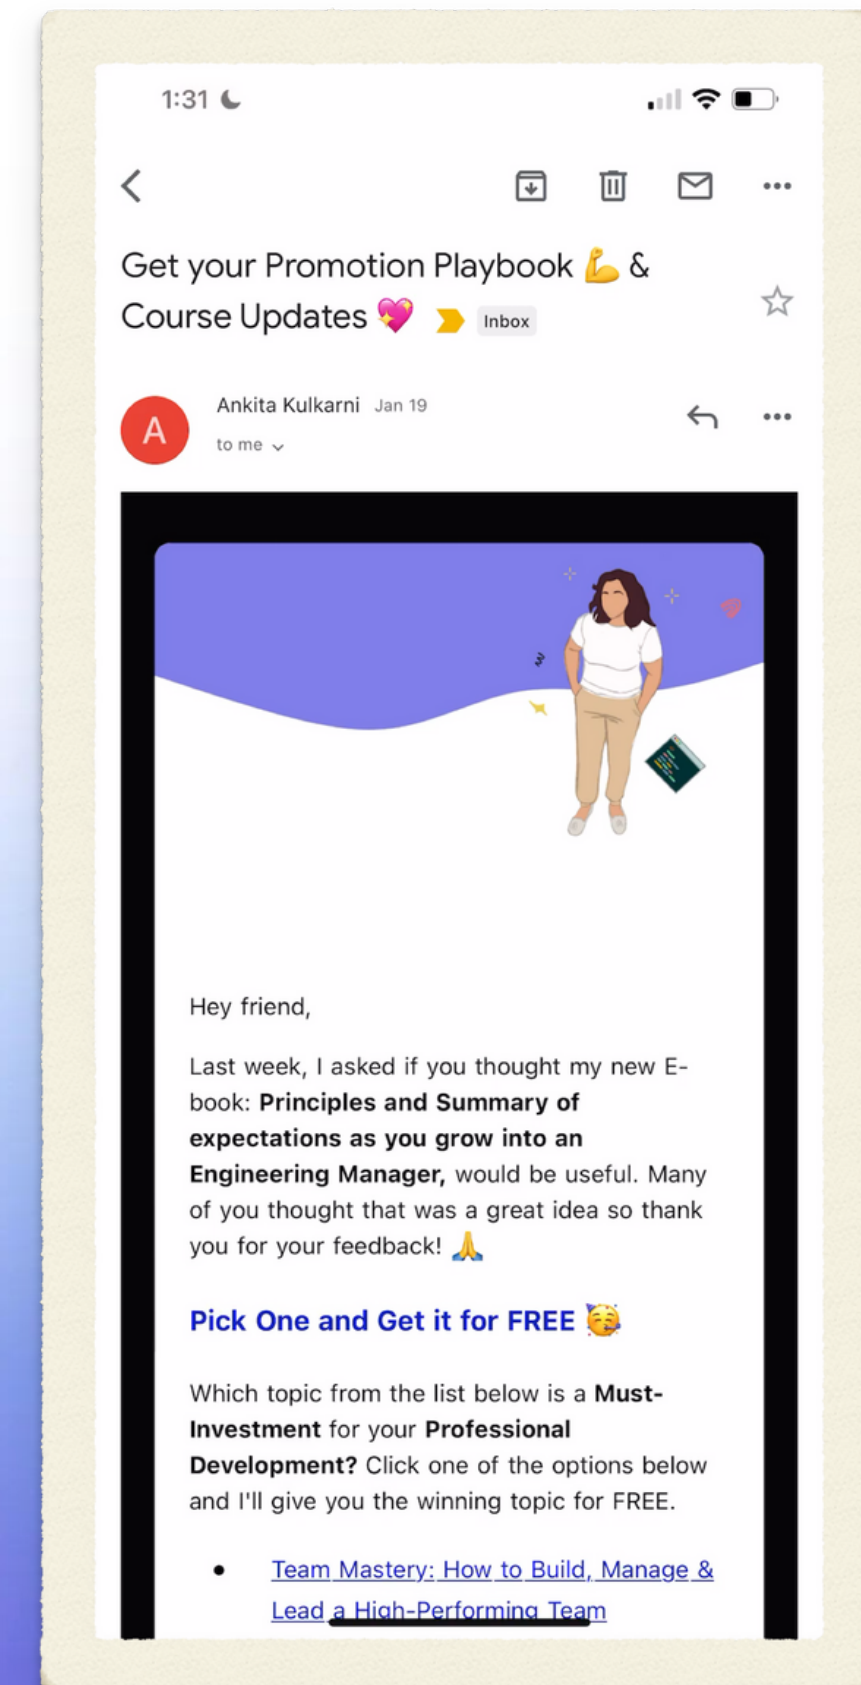 1:31
Get your Promotion Playbook 💪 &
Course Updates 💖 Inbox
Ankita Kulkarni Jan 19
A
to me
Hey friend,
Last week, I asked if you thought my new E-
book: Principles and Summary of
expectations as you grow into an
Engineering Manager, would be useful. Many
of you thought that was a great idea so thank
you for your feedback! 🙏
Pick One and Get it for FREE 🥳
Which topic from the list below is a Must-
Investment for your Professional
Development? Click one of the options below
and I'll give you the winning topic for FREE.
• Team Mastery: How to Build, Manage &
Lead a High-Performing Team